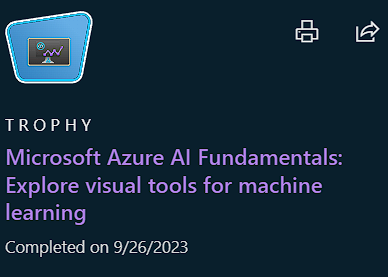 TROPHY
Microsoft Azure AI Fundamentals:
Explore visual tools for machine
learning
Completed on 9/26/2023